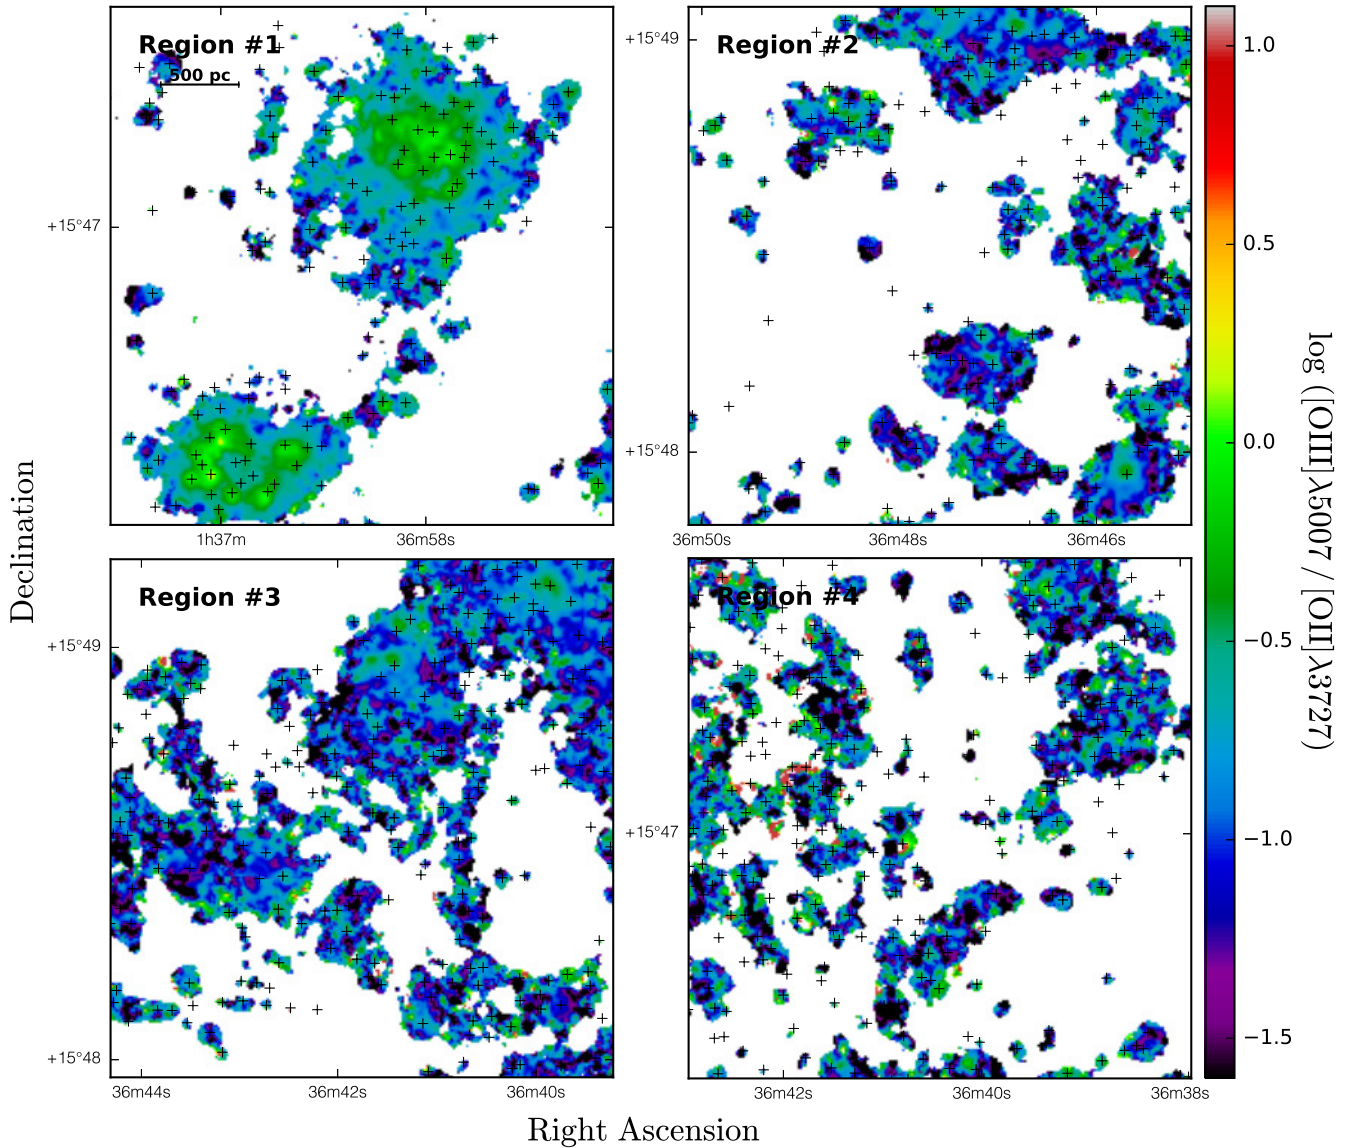 Region #1
500 pc
+15°47
1h37m
36m58s
Region #2
+15°49
+15°48
36m50s
36m48s
36m46s
Region #3
+15°49
+15°48
36m44s
36m42s
36m40s
Region #4
+15°47
36m42s
36m40s
36m38s
Declination
Right Ascension
1.0
0.5
0.0
−0.5
−1.0
−1.5
log ([OIII]λ5007 / [OII]λ3727)